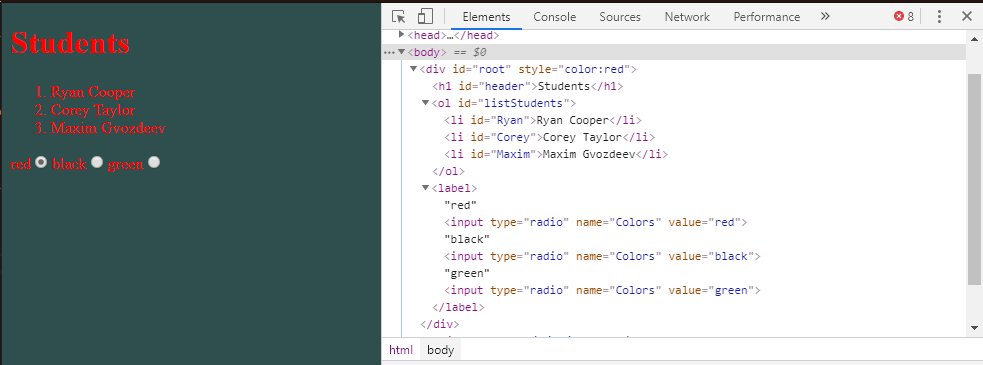 Students
1. Ryan Cooper
2. Corey Taylor
3. Maxim Gvozdeev
red black green
Elements Console Sources Network Performance » 8
<head>…</head>
<body> == $0
<div id="root" style="color:red">
<h1 id="header">Students</h1>
<ol id="listStudents">
<li id="Ryan">Ryan Cooper</li>
<li id="Corey">Corey Taylor</li>
<li id="Maxim">Maxim Gvozdeev</li>
</ol>
<label>
"red"
<input type="radio" name="Colors" value="red">
"black"
<input type="radio" name="Colors" value="black">
"green"
<input type="radio" name="Colors" value="green">
</label>
</div>
html body